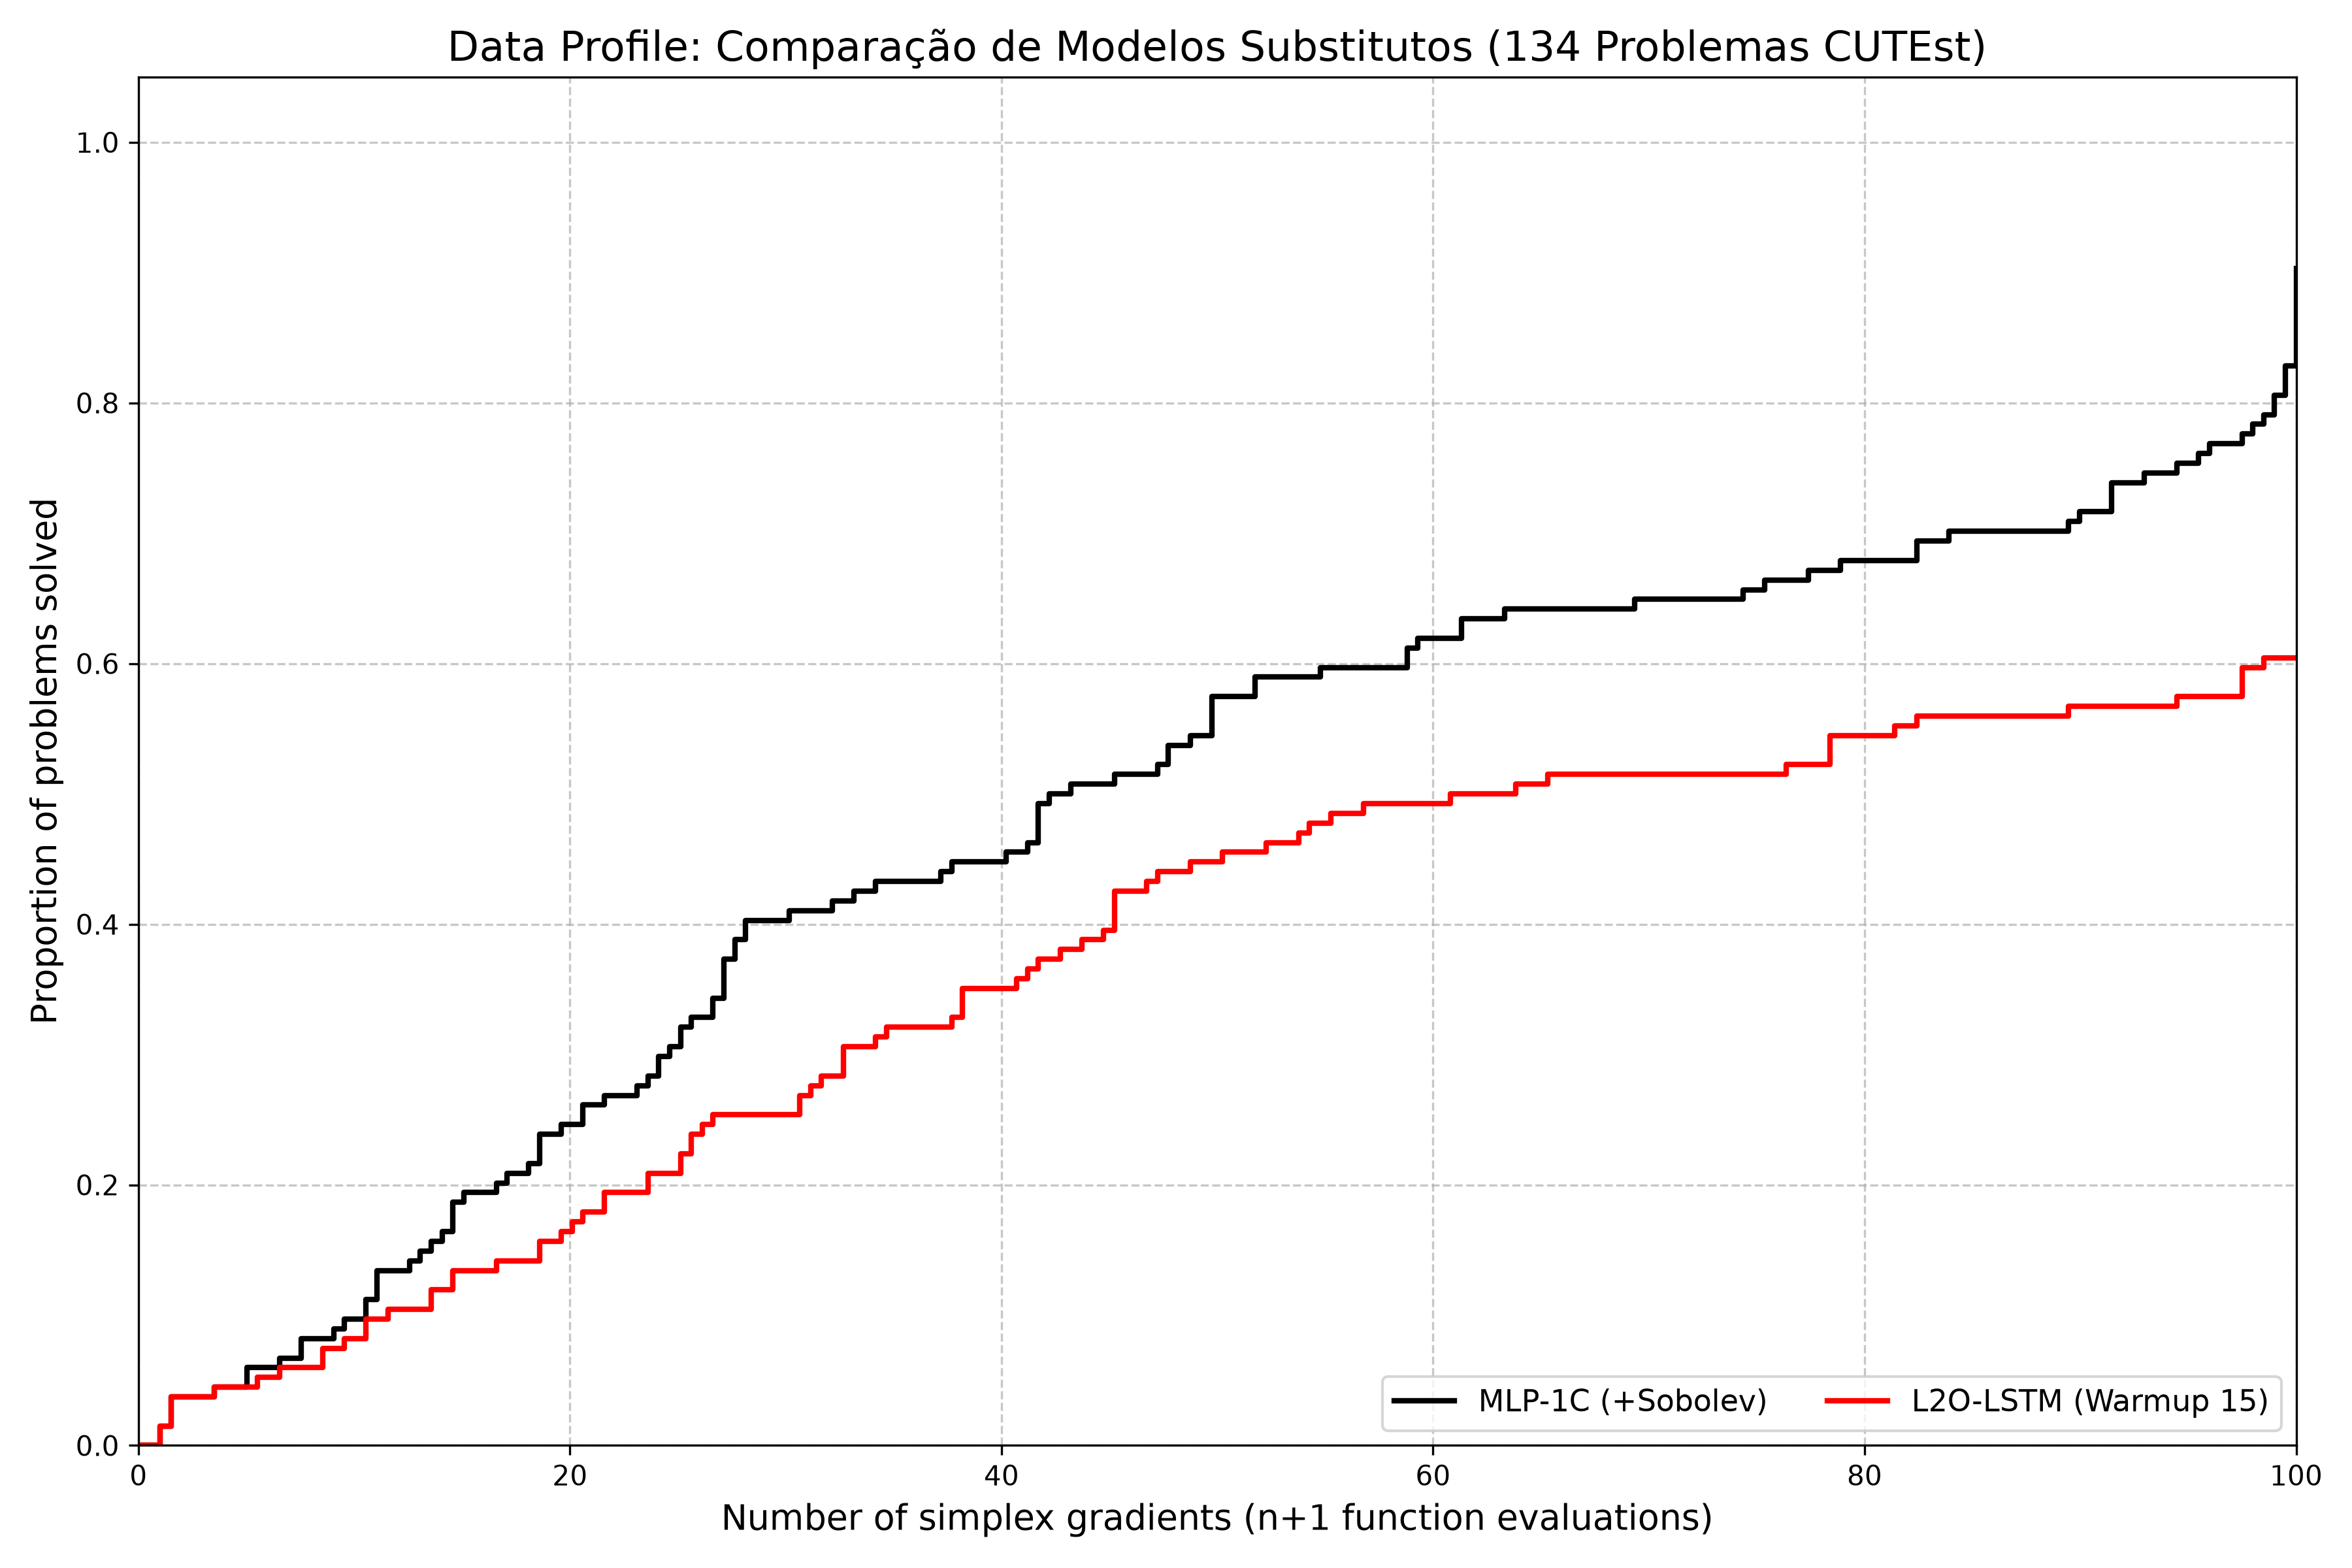 Data Profile: Comparação de Modelos Substitutos (134 Problemas CUTEst)
Proportion of problems solved
1.0
0.8
0.6
0.4
0.2
0.0
0 20 40 60 80 100
Number of simplex gradients (n+1 function evaluations)
MLP-1C (+Sobolev) L2O-LSTM (Warmup 15)